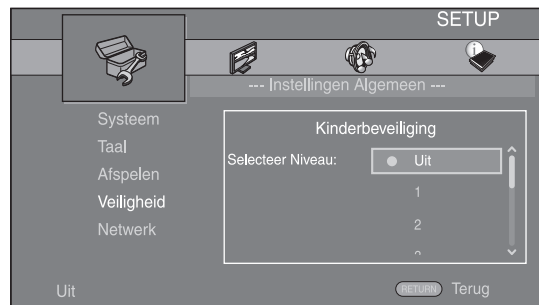 SETUP
--- Instellingen Algemeen ---
Systeem
Taal
Afspelen
Veiligheid
Netwerk
Kinderbeveiliging
Selecteer Niveau:
Uit
1
2
Uit
RETURN Terug